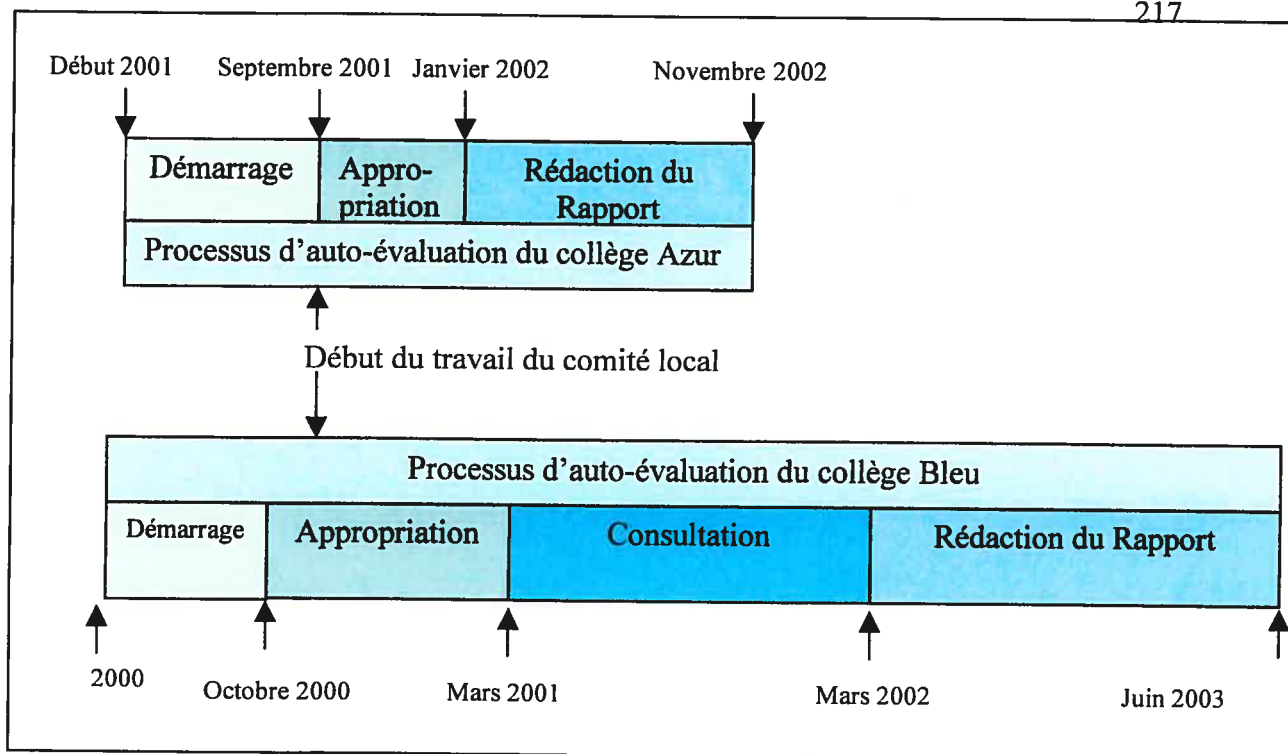 217
Début 2001 Septembre 2001 Janvier 2002 Novembre 2002
Démarrage
Appro-
priation
Rédaction du
Rapport
Processus d'auto-évaluation du collège Azur
Début du travail du comité local
Processus d'auto-évaluation du collège Bleu
Démarrage
Appropriation
Consultation
Rédaction du Rapport
2000
Octobre 2000
Mars 2001
Mars 2002
Juin 2003